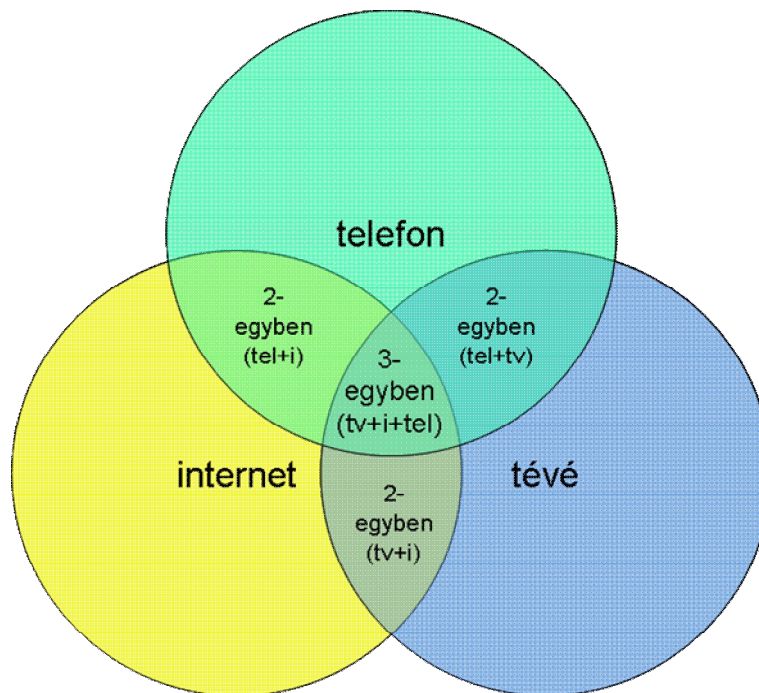 telefon
2-
egyben
(tel+i)
2-
egyben
(tel+tv)
3-
egyben
(tv+i+tel)
internet
tévé
2-
egyben
(tv+i)